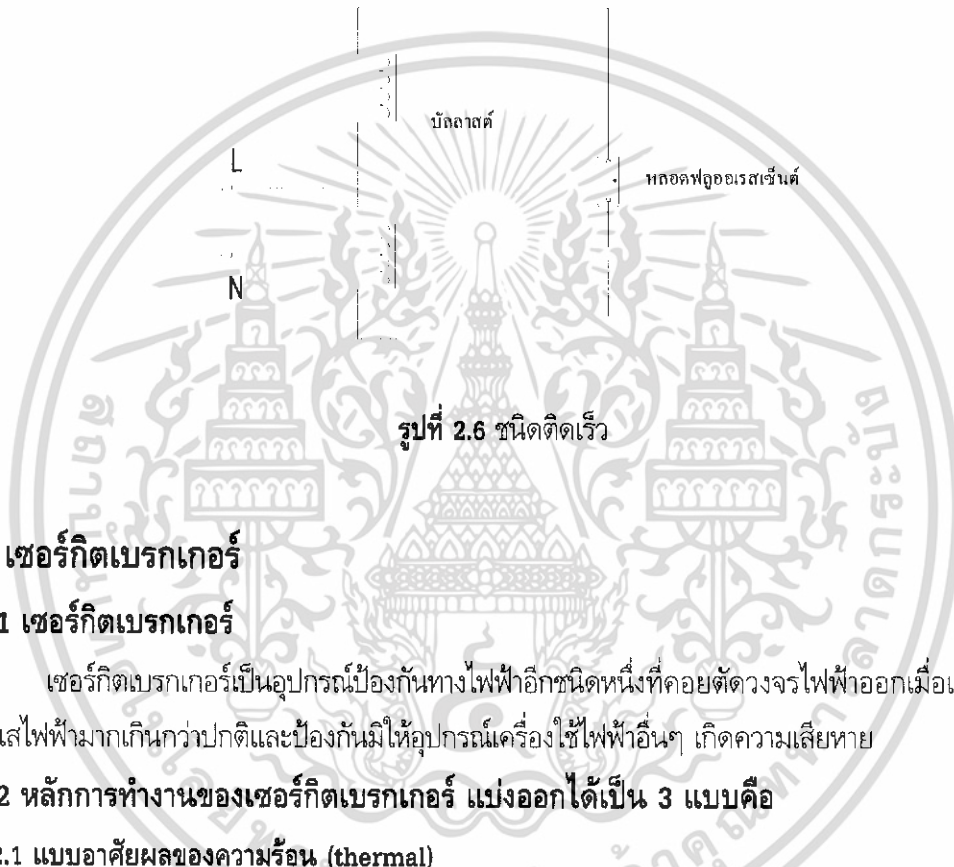 บัลลาสต์
L
หลอดฟลูออเรสเซ็นต์
N
รูปที่ 2.6 ชนิดติดเร็ว
เซอร์กิตเบรกเกอร์
1 เซอร์กิตเบรกเกอร์
เซอร์กิตเบรกเกอร์เป็นอุปกรณ์ป้องกันทางไฟฟ้าอีกชนิดหนึ่งที่คอยตัดวงจรไฟฟ้าออกเมื่อเ
แสไฟฟ้ามากเกินกว่าปกติและป้องกันมิให้อุปกรณ์เครื่องใช้ไฟฟ้าอื่นๆ เกิดความเสียหาย
2 หลักการทำงานของเซอร์กิตเบรกเกอร์ แบ่งออกได้เป็น 3 แบบคือ
2.1 แบบอาศัยผลของความร้อน (thermal)